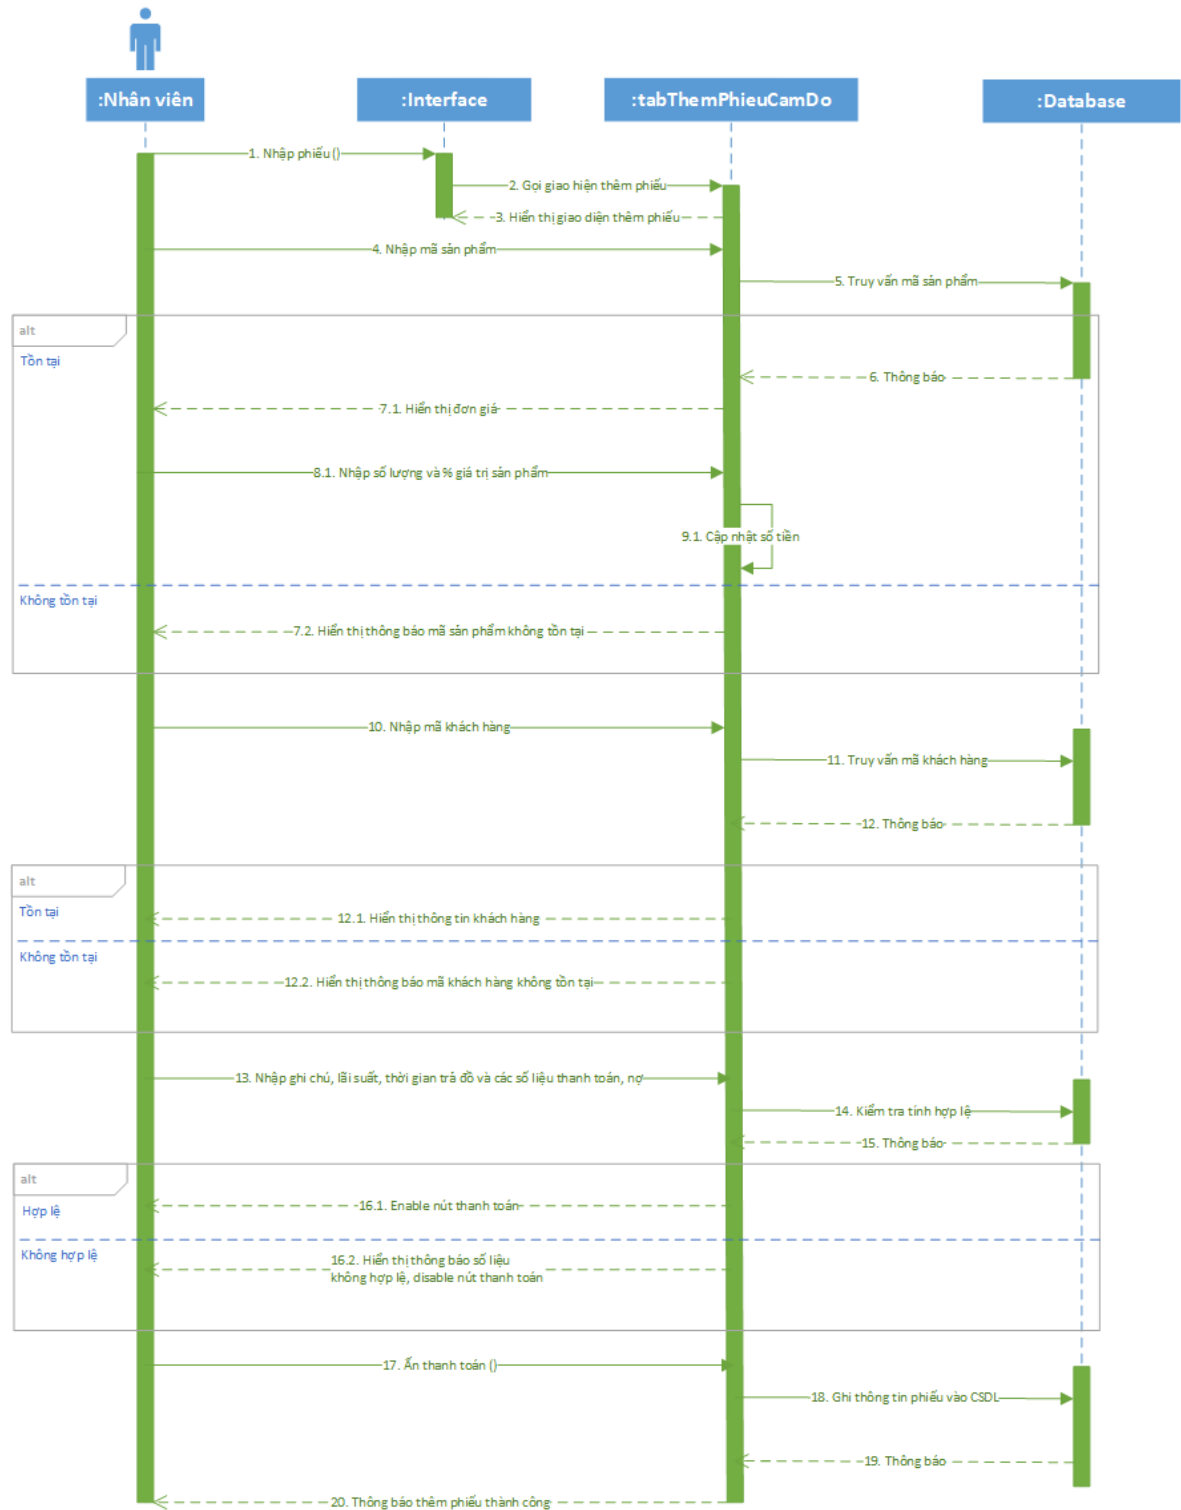 :Nhân viên
:Interface
:tabThemPhieuCamDo
:Database
1. Nhập phiếu ()
2. Gọi giao hiện thêm phiếu
3. Hiển thị giao diện thêm phiếu
4. Nhập mã sản phẩm
5. Truy vấn mã sản phẩm
alt
Tồn tại
6. Thông báo
7.1. Hiển thị đơn giá
8.1. Nhập số lượng và % giá trị sản phẩm
9.1. Cập nhật số tiền
Không tồn tại
7.2. Hiển thị thông báo mã sản phẩm không tồn tại
10. Nhập mã khách hàng
11. Truy vấn mã khách hàng
12. Thông báo
alt
Tồn tại
12.1. Hiển thị thông tin khách hàng
Không tồn tại
12.2. Hiển thị thông báo mã khách hàng không tồn tại
13. Nhập ghi chú, lãi suất, thời gian trả đồ và các số liệu thanh toán, nợ
14. Kiểm tra tính hợp lệ
15. Thông báo
alt
16.1. Enable nút thanh toán
Hợp lệ
Không hợp lệ
16.2. Hiển thị thông báo số liệu
không hợp lệ, disable nút thanh toán
17. Ấn thanh toán ()
18. Ghi thông tin phiếu vào CSDL
19. Thông báo
20. Thông báo thêm phiếu thành công